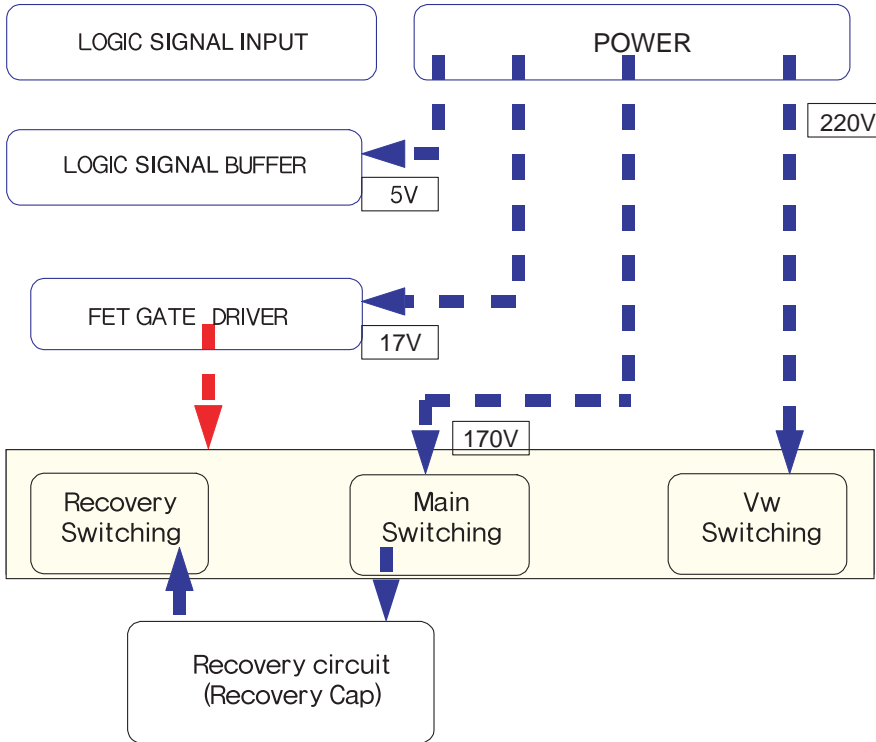 LOGIC SIGNAL INPUT
POWER
220V
LOGIC SIGNAL BUFFER
5V
FET GATE DRIVER
17V
170V
Recovery
Switching
Main
Switching
Vw
Switching
Recovery circuit
(Recovery Cap)